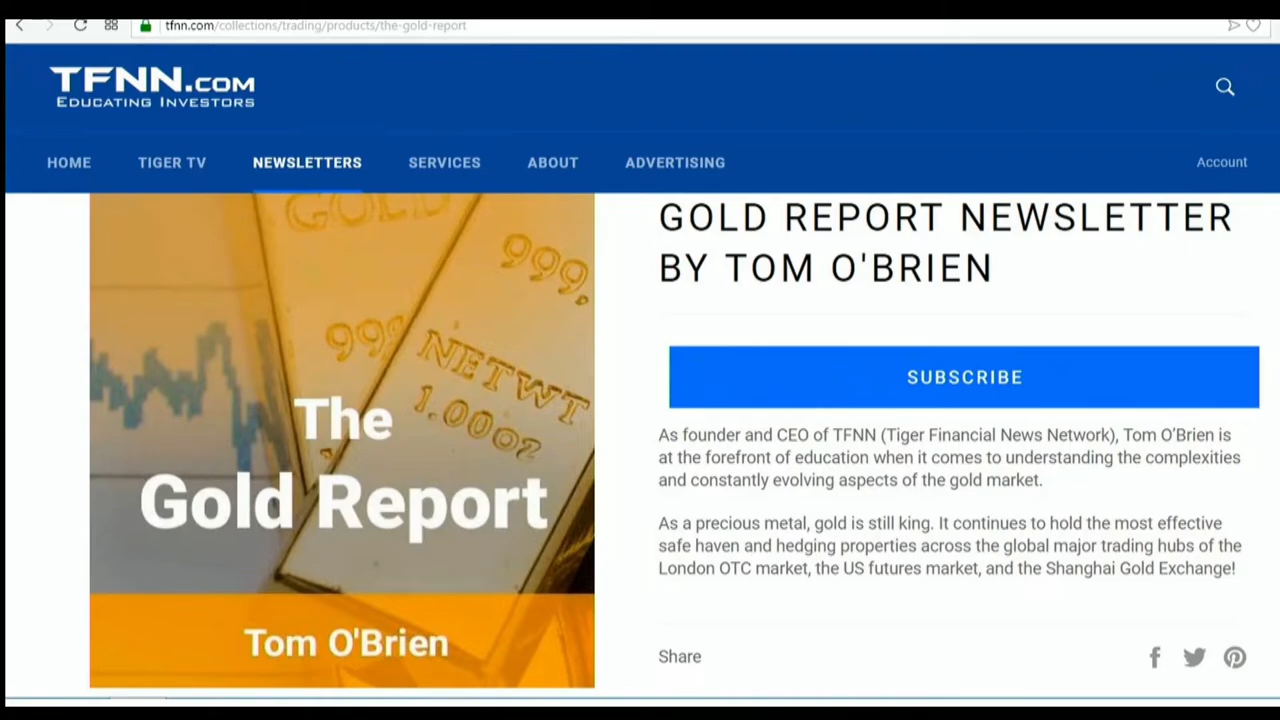 tfnn.com/collections/trading/products/the-gold-report
TFNN.COM
EDUCATING INVESTORS
HOME TIGER TV NEWSLETTERS SERVICES ABOUT ADVERTISING Account
GOLD
999,
999
NETWT
1.00oz
The
Gold Report
Tom O'Brien
GOLD REPORT NEWSLETTER
BY TOM O'BRIEN
SUBSCRIBE
As founder and CEO of TFNN (Tiger Financial News Network), Tom O’Brien is
at the forefront of education when it comes to understanding the complexities
and constantly evolving aspects of the gold market.
As a precious metal, gold is still king. It continues to hold the most effective
safe haven and hedging properties across the global major trading hubs of the
London OTC market, the US futures market, and the Shanghai Gold Exchange!
Share